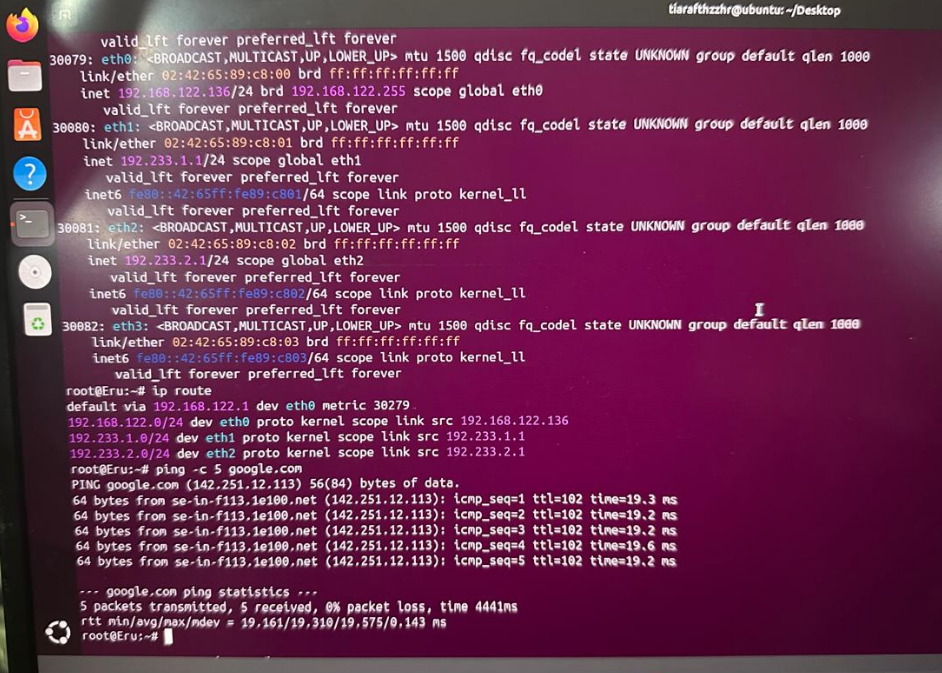 tiarafthzzhr@ubuntu: ~/Desktop
valid_lft forever preferred_lft forever
30079: eth0: <BROADCAST,MULTICAST,UP,LOWER_UP> mtu 1500 qdisc fq_codel state UNKNOWN group default qlen 1000
link/ether 02:42:65:89:c8:00 brd ff:ff:ff:ff:ff:ff
inet 192.168.122.136/24 brd 192.168.122.255 scope global eth0
valid_lft forever preferred_lft forever
30080: eth1: <BROADCAST,MULTICAST,UP,LOWER_UP> mtu 1500 qdisc fq_codel state UNKNOWN group default qlen 1000
link/ether 02:42:65:89:c8:01 brd ff:ff:ff:ff:ff:ff
inet 192.233.1.1/24 scope global eth1
valid_lft forever preferred_lft forever
inet6 fe80::42:65ff:fe89:c801/64 scope link proto kernel_ll
valid_lft forever preferred_lft forever
30081: eth2: <BROADCAST,MULTICAST,UP,LOWER_UP> mtu 1500 qdisc fq_codel state UNKNOWN group default qlen 1000
link/ether 02:42:65:89:c8:02 brd ff:ff:ff:ff:ff:ff
inet 192.233.2.1/24 scope global eth2
valid_lft forever preferred_lft forever
inet6 fe80::42:65ff:fe89:c802/64 scope link proto kernel_ll
valid_lft forever preferred_lft forever
30082: eth3: <BROADCAST,MULTICAST,UP,LOWER_UP> mtu 1500 qdisc fq_codel state UNKNOWN group default qlen 1000
link/ether 02:42:65:89:c8:03 brd ff:ff:ff:ff:ff:ff
inet6 fe80::42:65ff:fe89:c803/64 scope link proto kernel_ll
valid_lft forever preferred_lft forever
root@Eru:~# ip route
default via 192.168.122.1 dev eth0 metric 30279
192.168.122.0/24 dev eth0 proto kernel scope link src 192.168.122.136
192.233.1.0/24 dev eth1 proto kernel scope link src 192.233.1.1
192.233.2.0/24 dev eth2 proto kernel scope link src 192.233.2.1
root@Eru:~# ping -c 5 google.com
PING google.com (142.251.12.113) 56(84) bytes of data.
64 bytes from se-in-f113.1e100.net (142.251.12.113): icmp_seq=1 ttl=102 time=19.3 ms
64 bytes from se-in-f113.1e100.net (142.251.12.113): icmp_seq=2 ttl=102 time=19.2 ms
64 bytes from se-in-f113.1e100.net (142.251.12.113): icmp_seq=3 ttl=102 time=19.2 ms
64 bytes from se-in-f113.1e100.net (142.251.12.113): icmp_seq=4 ttl=102 time=19.6 ms
64 bytes from se-in-f113.1e100.net (142.251.12.113): icmp_seq=5 ttl=102 time=19.2 ms
--- google.com ping statistics ---
5 packets transmitted, 5 received, 0% packet loss, time 4441ms
rtt min/avg/max/mdev = 19.161/19.310/19.575/0.143 ms
root@Eru:~#